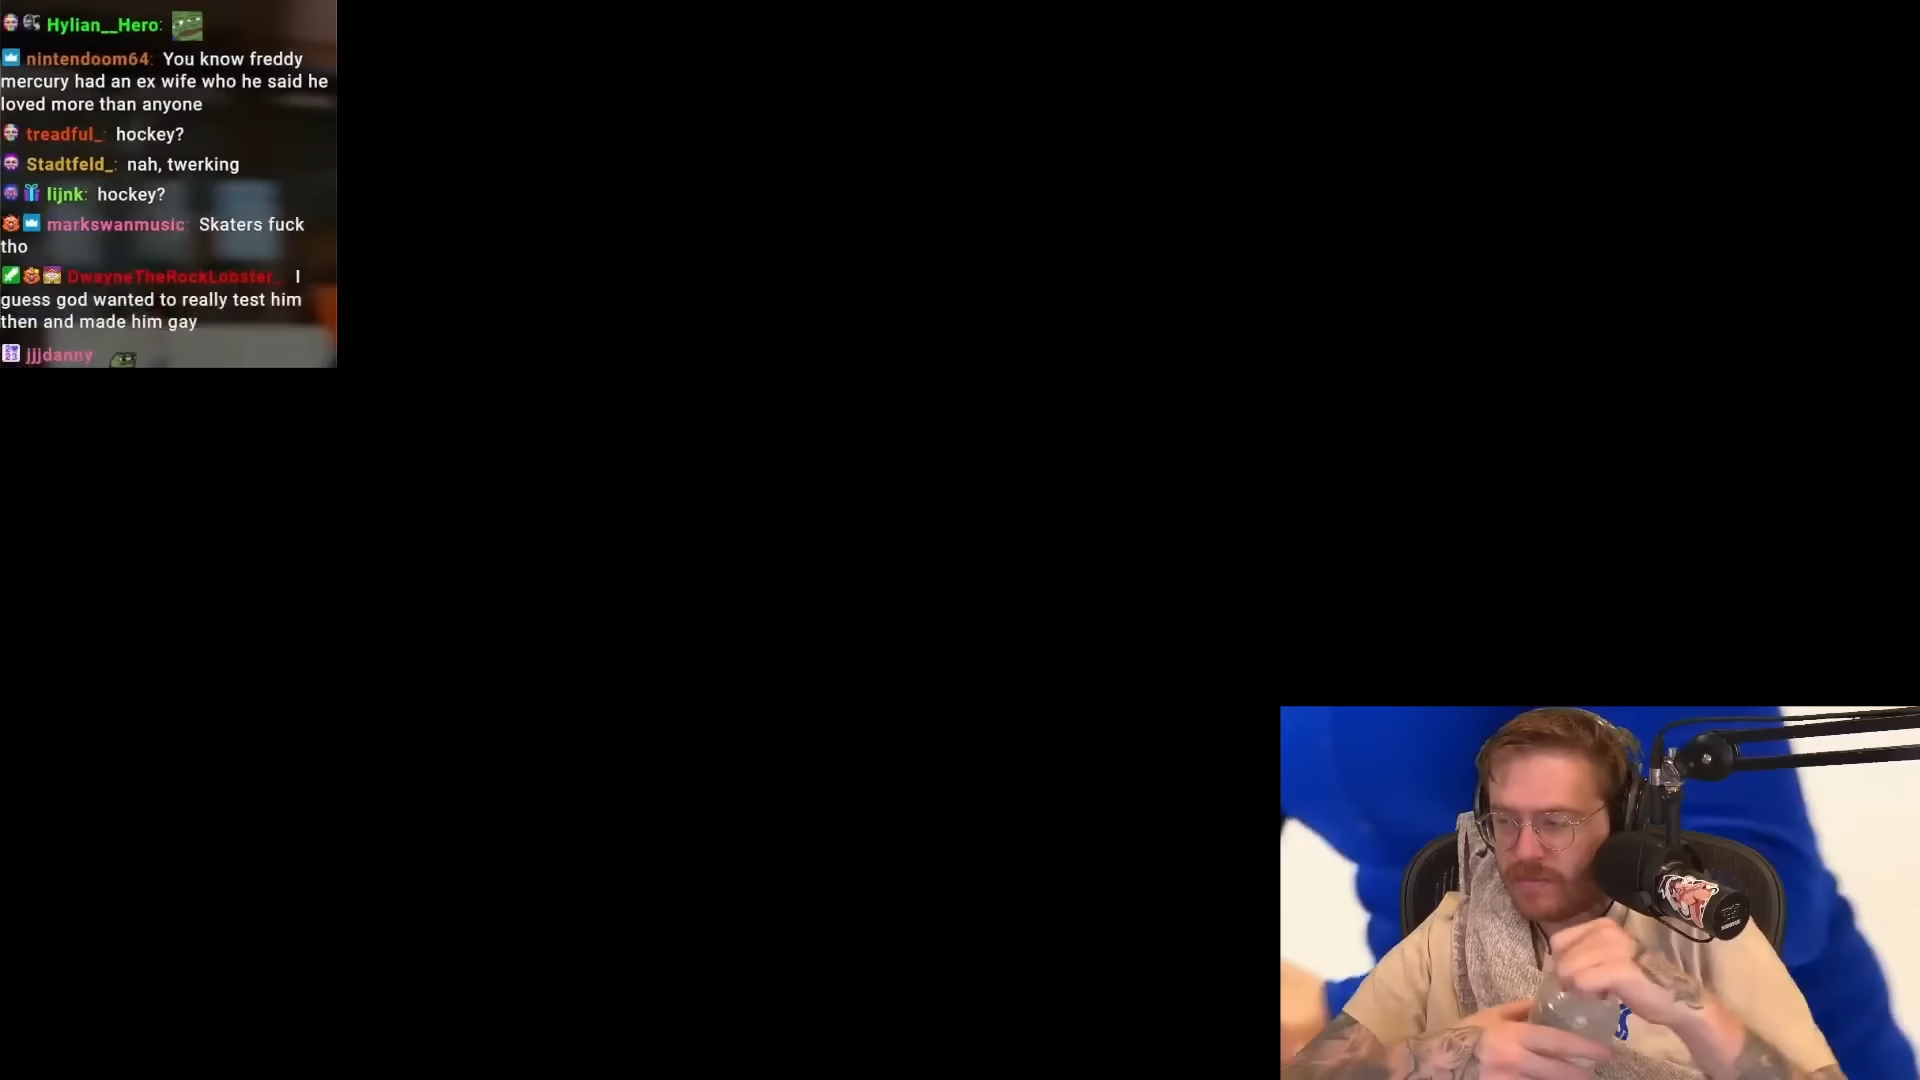 Hylian__Hero:
nintendoom64: You know freddy
mercury had an ex wife who he said he
loved more than anyone
treadful_: hockey?
Stadtfeld_: nah, twerking
lijnk: hockey?
markswanmusic: Skaters fuck
tho
DwayneTheRockLobster_: I
guess god wanted to really test him
then and made him gay
jjjdanny